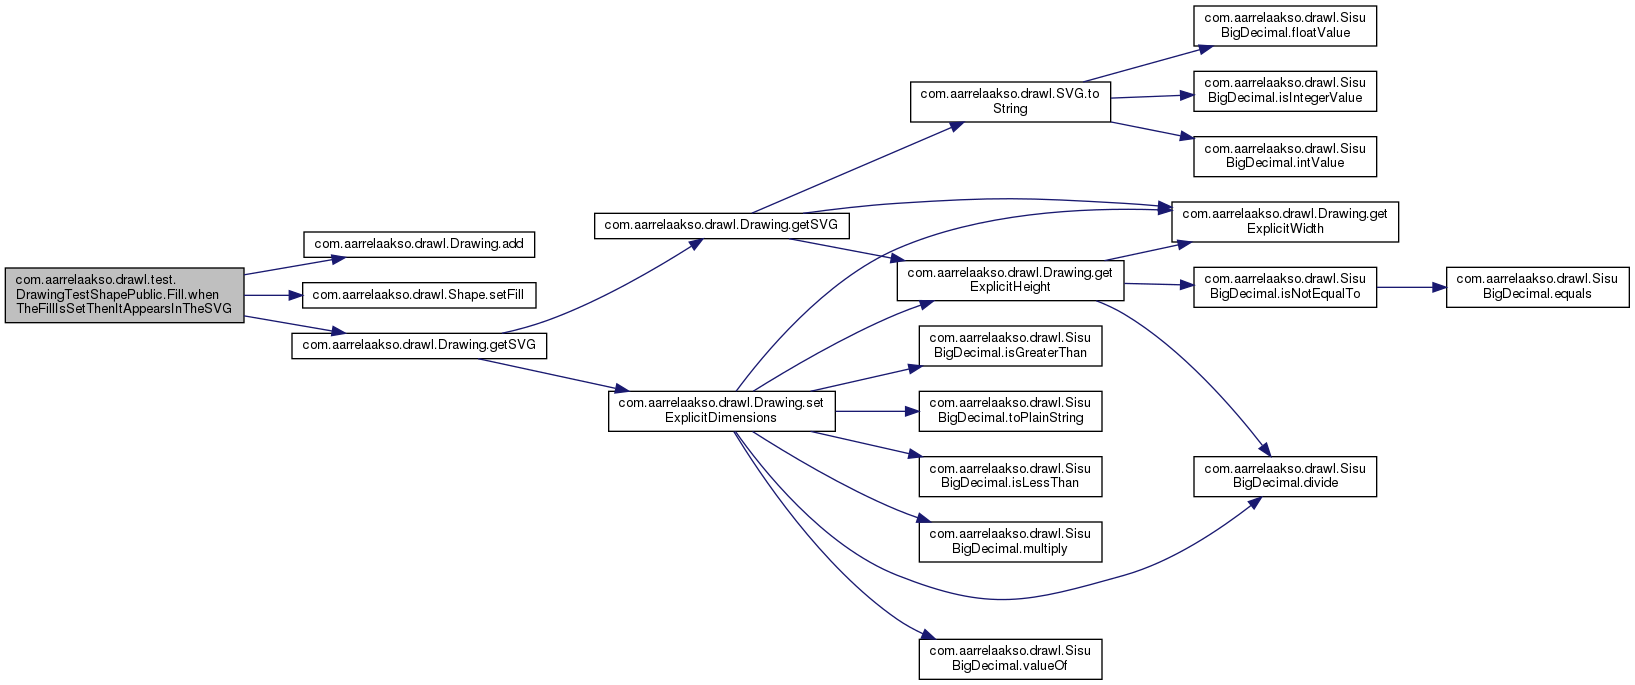 com.aarrelaakso.drawl.test.
DrawingTestShapePublic.Fill.when
TheFillIsSetThenItAppearsInTheSVG
com.aarrelaakso.drawl.Drawing.add
com.aarrelaakso.drawl.Shape.setFill
com.aarrelaakso.drawl.Drawing.getSVG
com.aarrelaakso.drawl.Drawing.getSVG
com.aarrelaakso.drawl.Drawing.set
ExplicitDimensions
com.aarrelaakso.drawl.SVG.to
String
com.aarrelaakso.drawl.Drawing.get
ExplicitHeight
com.aarrelaakso.drawl.Sisu
BigDecimal.isGreaterThan
com.aarrelaakso.drawl.Sisu
BigDecimal.toPlainString
com.aarrelaakso.drawl.Sisu
BigDecimal.isLessThan
com.aarrelaakso.drawl.Sisu
BigDecimal.multiply
com.aarrelaakso.drawl.Sisu
BigDecimal.valueOf
com.aarrelaakso.drawl.Sisu
BigDecimal.floatValue
com.aarrelaakso.drawl.Sisu
BigDecimal.isIntegerValue
com.aarrelaakso.drawl.Sisu
BigDecimal.intValue
com.aarrelaakso.drawl.Drawing.get
ExplicitWidth
com.aarrelaakso.drawl.Sisu
BigDecimal.isNotEqualTo
com.aarrelaakso.drawl.Sisu
BigDecimal.divide
com.aarrelaakso.drawl.Sisu
BigDecimal.equals